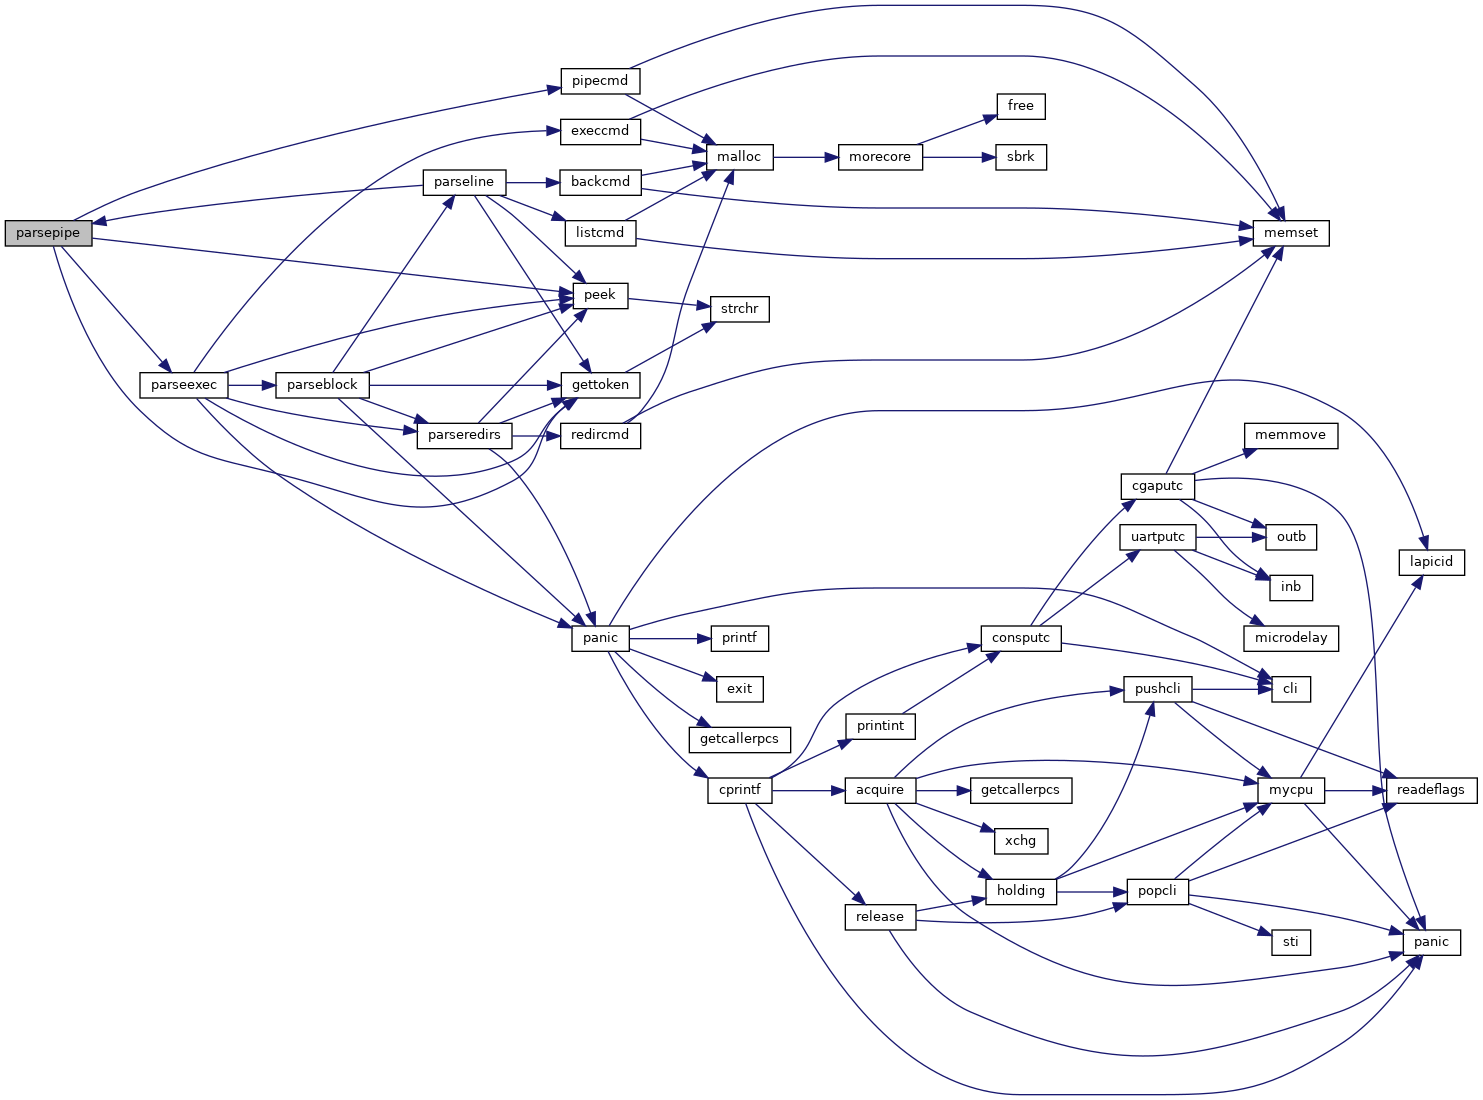 free
pipecmd
execcmd
malloc
morecore
sbrk
parseline
backcmd
parsepipe
listcmd
memset
peek
strchr
parseexec
parseblock
gettoken
parseredirs
redircmd
memmove
cgaputc
uartputc
outb
lapicid
inb
panic
printf
consputc
microdelay
exit
pushcli
cli
getcallerpcs
printint
cprintf
acquire
getcallerpcs
mycpu
readeflags
xchg
holding
popcli
release
sti
panic